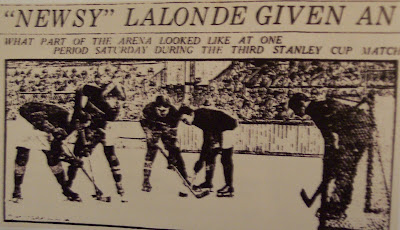 “NEWSY” LALONDE GIVEN AN
WHAT PART OF THE ARENA LOOKED LIKE AT ONE
PERIOD SATURDAY DURING THE THIRD STANLEY CUP MATCH